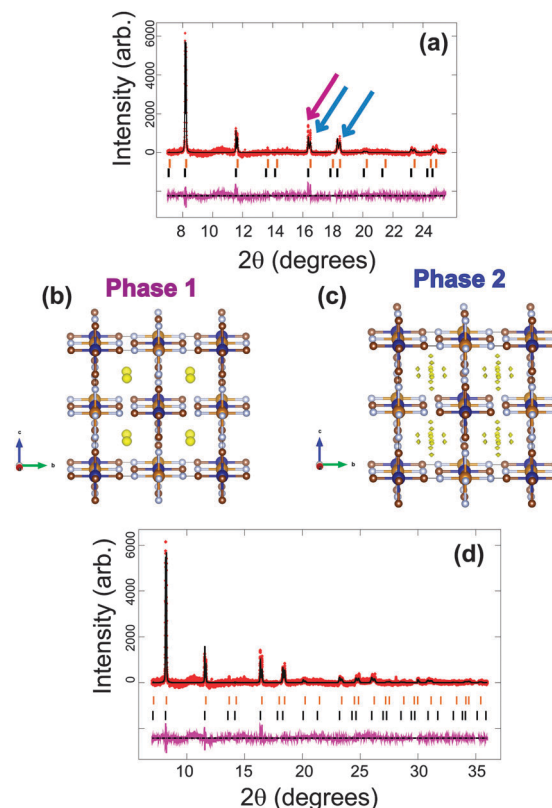 (a)
Intensity (arb.)
6000
4000
2000
0
8 10 12 14 16 18 20 22 24
2θ (degrees)
(b) Phase 1
(c) Phase 2
c
b
c
b
(d)
Intensity (arb.)
6000
4000
2000
0
10 15 20 25 30 35
2θ (degrees)